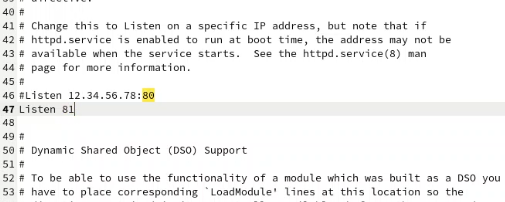 40 #
41 # Change this to Listen on a specific IP address, but note that if
42 # httpd.service is enabled to run at boot time, the address may not be
43 # available when the service starts.  See the httpd.service(8) man
44 # page for more information.
45 #
46 #Listen 12.34.56.78:80
47 Listen 81
48
49 #
50 # Dynamic Shared Object (DSO) Support
51 #
52 # To be able to use the functionality of a module which was built as a DSO you
53 # have to place corresponding `LoadModule' lines at this location so the